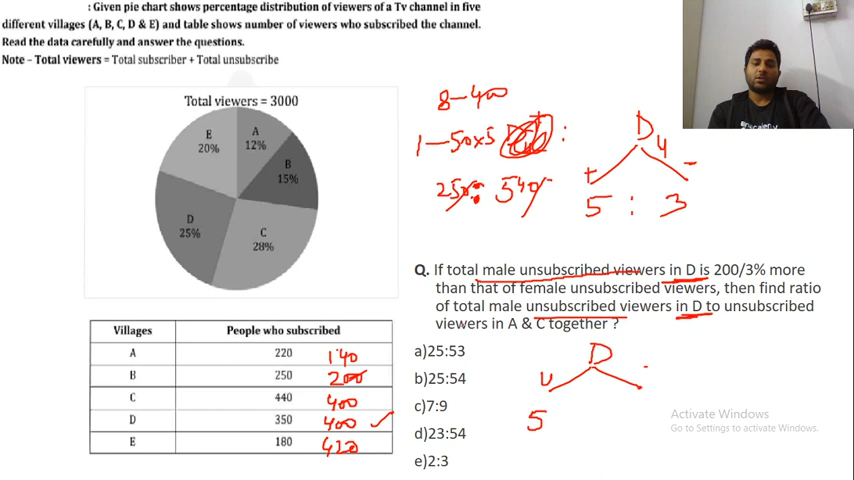 : Given pie chart shows percentage distribution of viewers of a Tv channel in five
different villages (A, B, C, D & E) and table shows number of viewers who subscribed the channel.
Read the data carefully and answer the questions.
Note – Total viewers = Total subscriber + Total unsubscribe
Total viewers = 3000
E
20%
A
12%
B
15%
D
25%
C
28%
8-400
1-50x5
:
250 : 540
D
4
+ -
5 : 3
Q. If total male unsubscribed viewers in D is 200/3% more
than that of female unsubscribed viewers, then find ratio
of total male unsubscribed viewers in D to unsubscribed
viewers in A & C together ?
a)25:53
b)25:54
c)7:9
d)23:54
e)2:3
Villages People who subscribed
A 220 140
B 250 200
C 440 400
D 350 400
E 180 420
D
5
Activate Windows
Go to Settings to activate Windows.